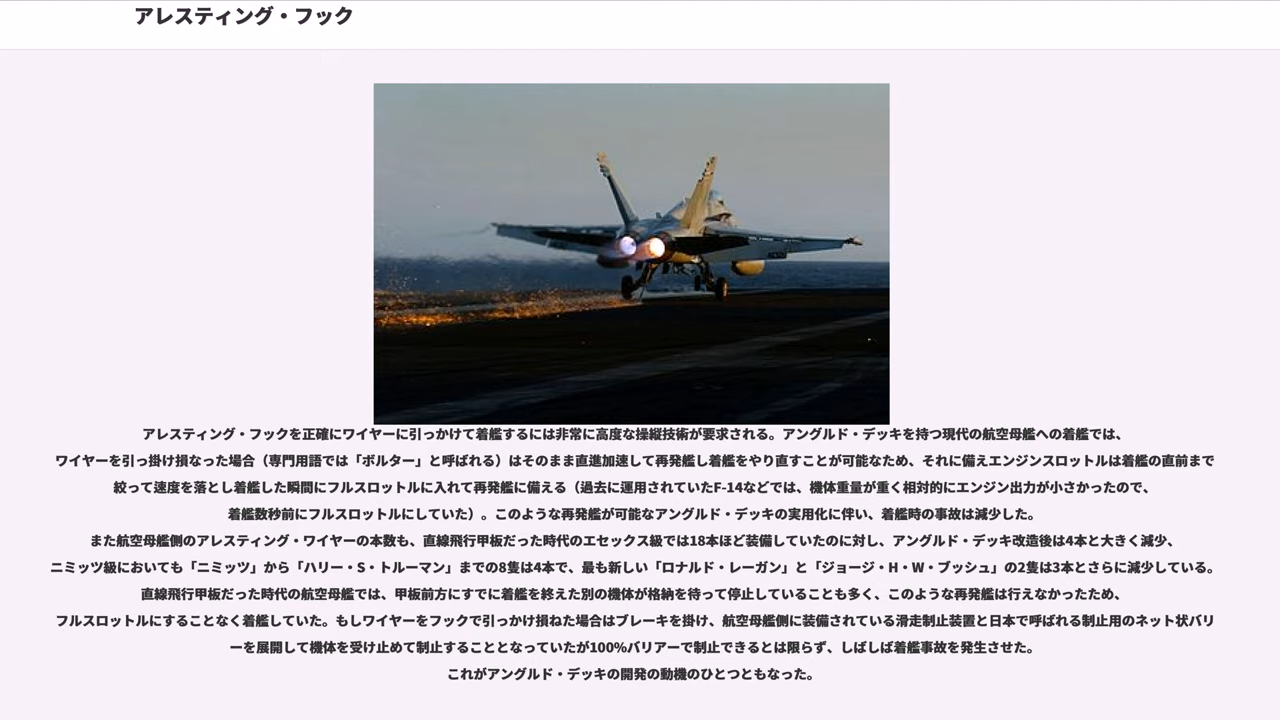 アレスティング・フック
アレスティング・フックを正確にワイヤーに引っかけて着艦するには非常に高度な操縦技術が要求される。アングルド・デッキを持つ現代の航空母艦への着艦では、
ワイヤーを引っ掛け損なった場合（専門用語では「ボルター」と呼ばれる）はそのまま直進加速して再発艦し着艦をやり直すことが可能なため、それに備えエンジンスロットルは着艦の直前まで
絞って速度を落とし着艦した瞬間にフルスロットルに入れて再発艦に備える（過去に運用されていたF-14などでは、機体重量が重く相対的にエンジン出力が小さかったので、
着艦数秒前にフルスロットルにしていた）。このような再発艦が可能なアングルド・デッキの実用化に伴い、着艦時の事故は減少した。
また航空母艦側のアレスティング・ワイヤーの本数も、直線飛行甲板だった時代のエセックス級では18本ほど装備していたのに対し、アングルド・デッキ改造後は4本と大きく減少、
ニミッツ級においても「ニミッツ」から「ハリー・S・トルーマン」までの8隻は4本で、最も新しい「ロナルド・レーガン」と「ジョージ・H・W・ブッシュ」の2隻は3本とさらに減少している。
直線飛行甲板だった時代の航空母艦では、甲板前方にすでに着艦を終えた別の機体が格納を待って停止していることも多く、このような再発艦は行えなかったため、
フルスロットルにすることなく着艦していた。もしワイヤーをフックで引っかけ損ねた場合はブレーキを掛け、航空母艦側に装備されている滑走制止装置と日本で呼ばれる制止用のネット状バリ
ーを展開して機体を受け止めて制止することとなっていたが100%バリアーで制止できるとは限らず、しばしば着艦事故を発生させた。
これがアングルド・デッキの開発の動機のひとつともなった。